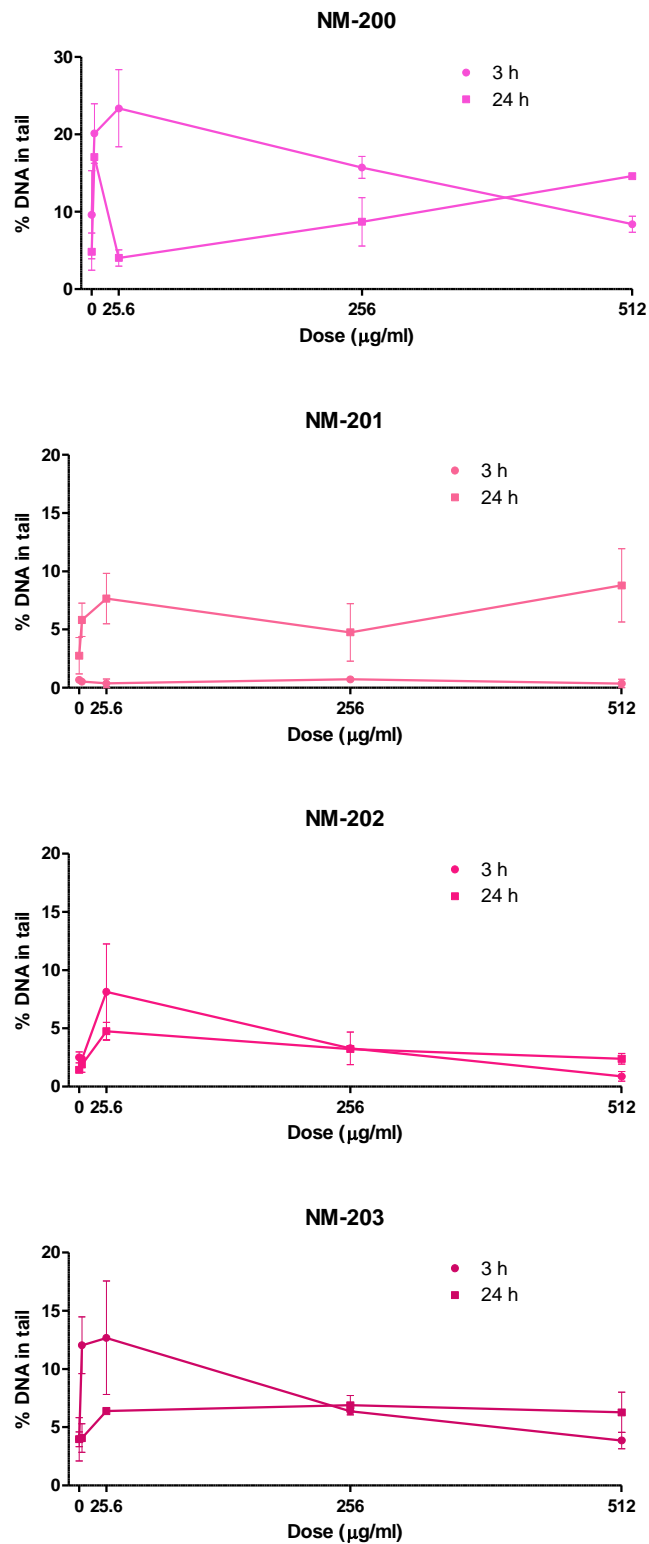 NM-200
30
20
10
0
% DNA in tail
3 h
24 h
0 25.6 256 512
Dose (μg/ml)
NM-201
20
15
10
5
0
% DNA in tail
3 h
24 h
0 25.6 256 512
Dose (μg/ml)
NM-202
20
15
10
5
0
% DNA in tail
3 h
24 h
0 25.6 256 512
Dose (μg/ml)
NM-203
20
15
10
5
0
% DNA in tail
3 h
24 h
0 25.6 256 512
Dose (μg/ml)